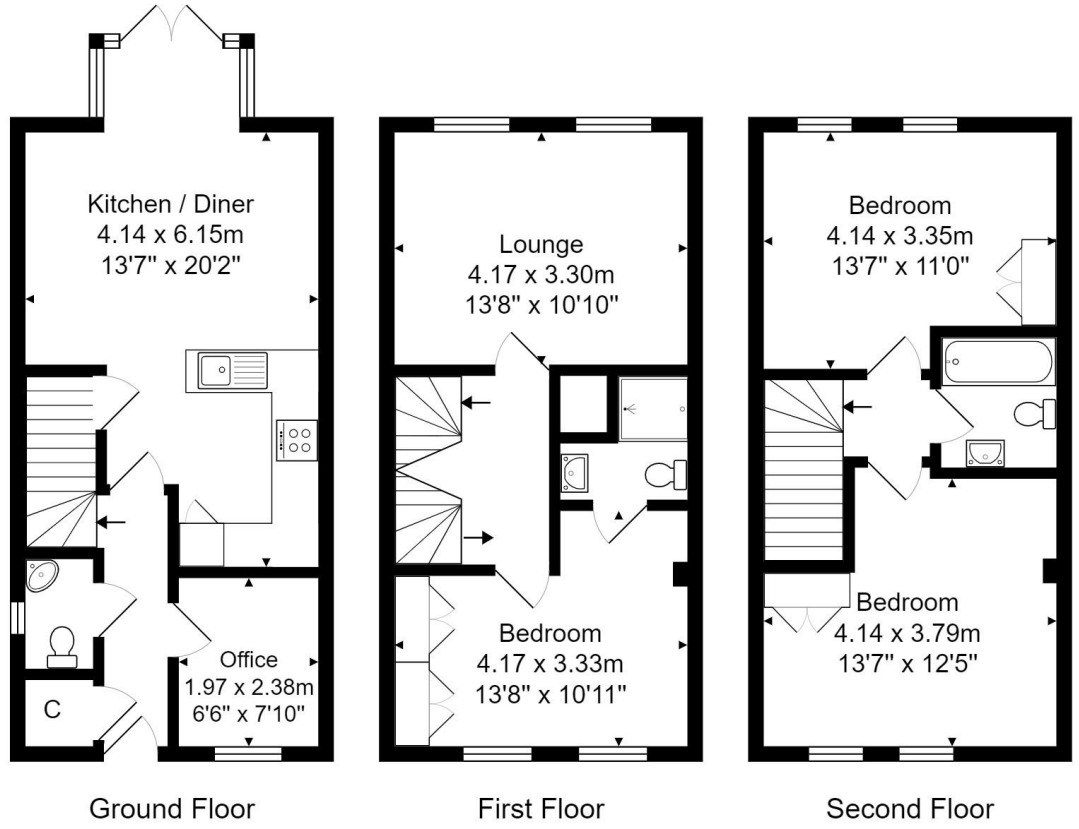 Kitchen / Diner
4.14 x 6.15m
13'7" x 20'2"
Office
1.97 x 2.38m
6'6" x 7'10"
C
Ground Floor
Lounge
4.17 x 3.30m
13'8" x 10'10"
Bedroom
4.17 x 3.33m
13'8" x 10'11"
First Floor
Bedroom
4.14 x 3.35m
13'7" x 11'0"
Bedroom
4.14 x 3.79m
13'7" x 12'5"
Second Floor